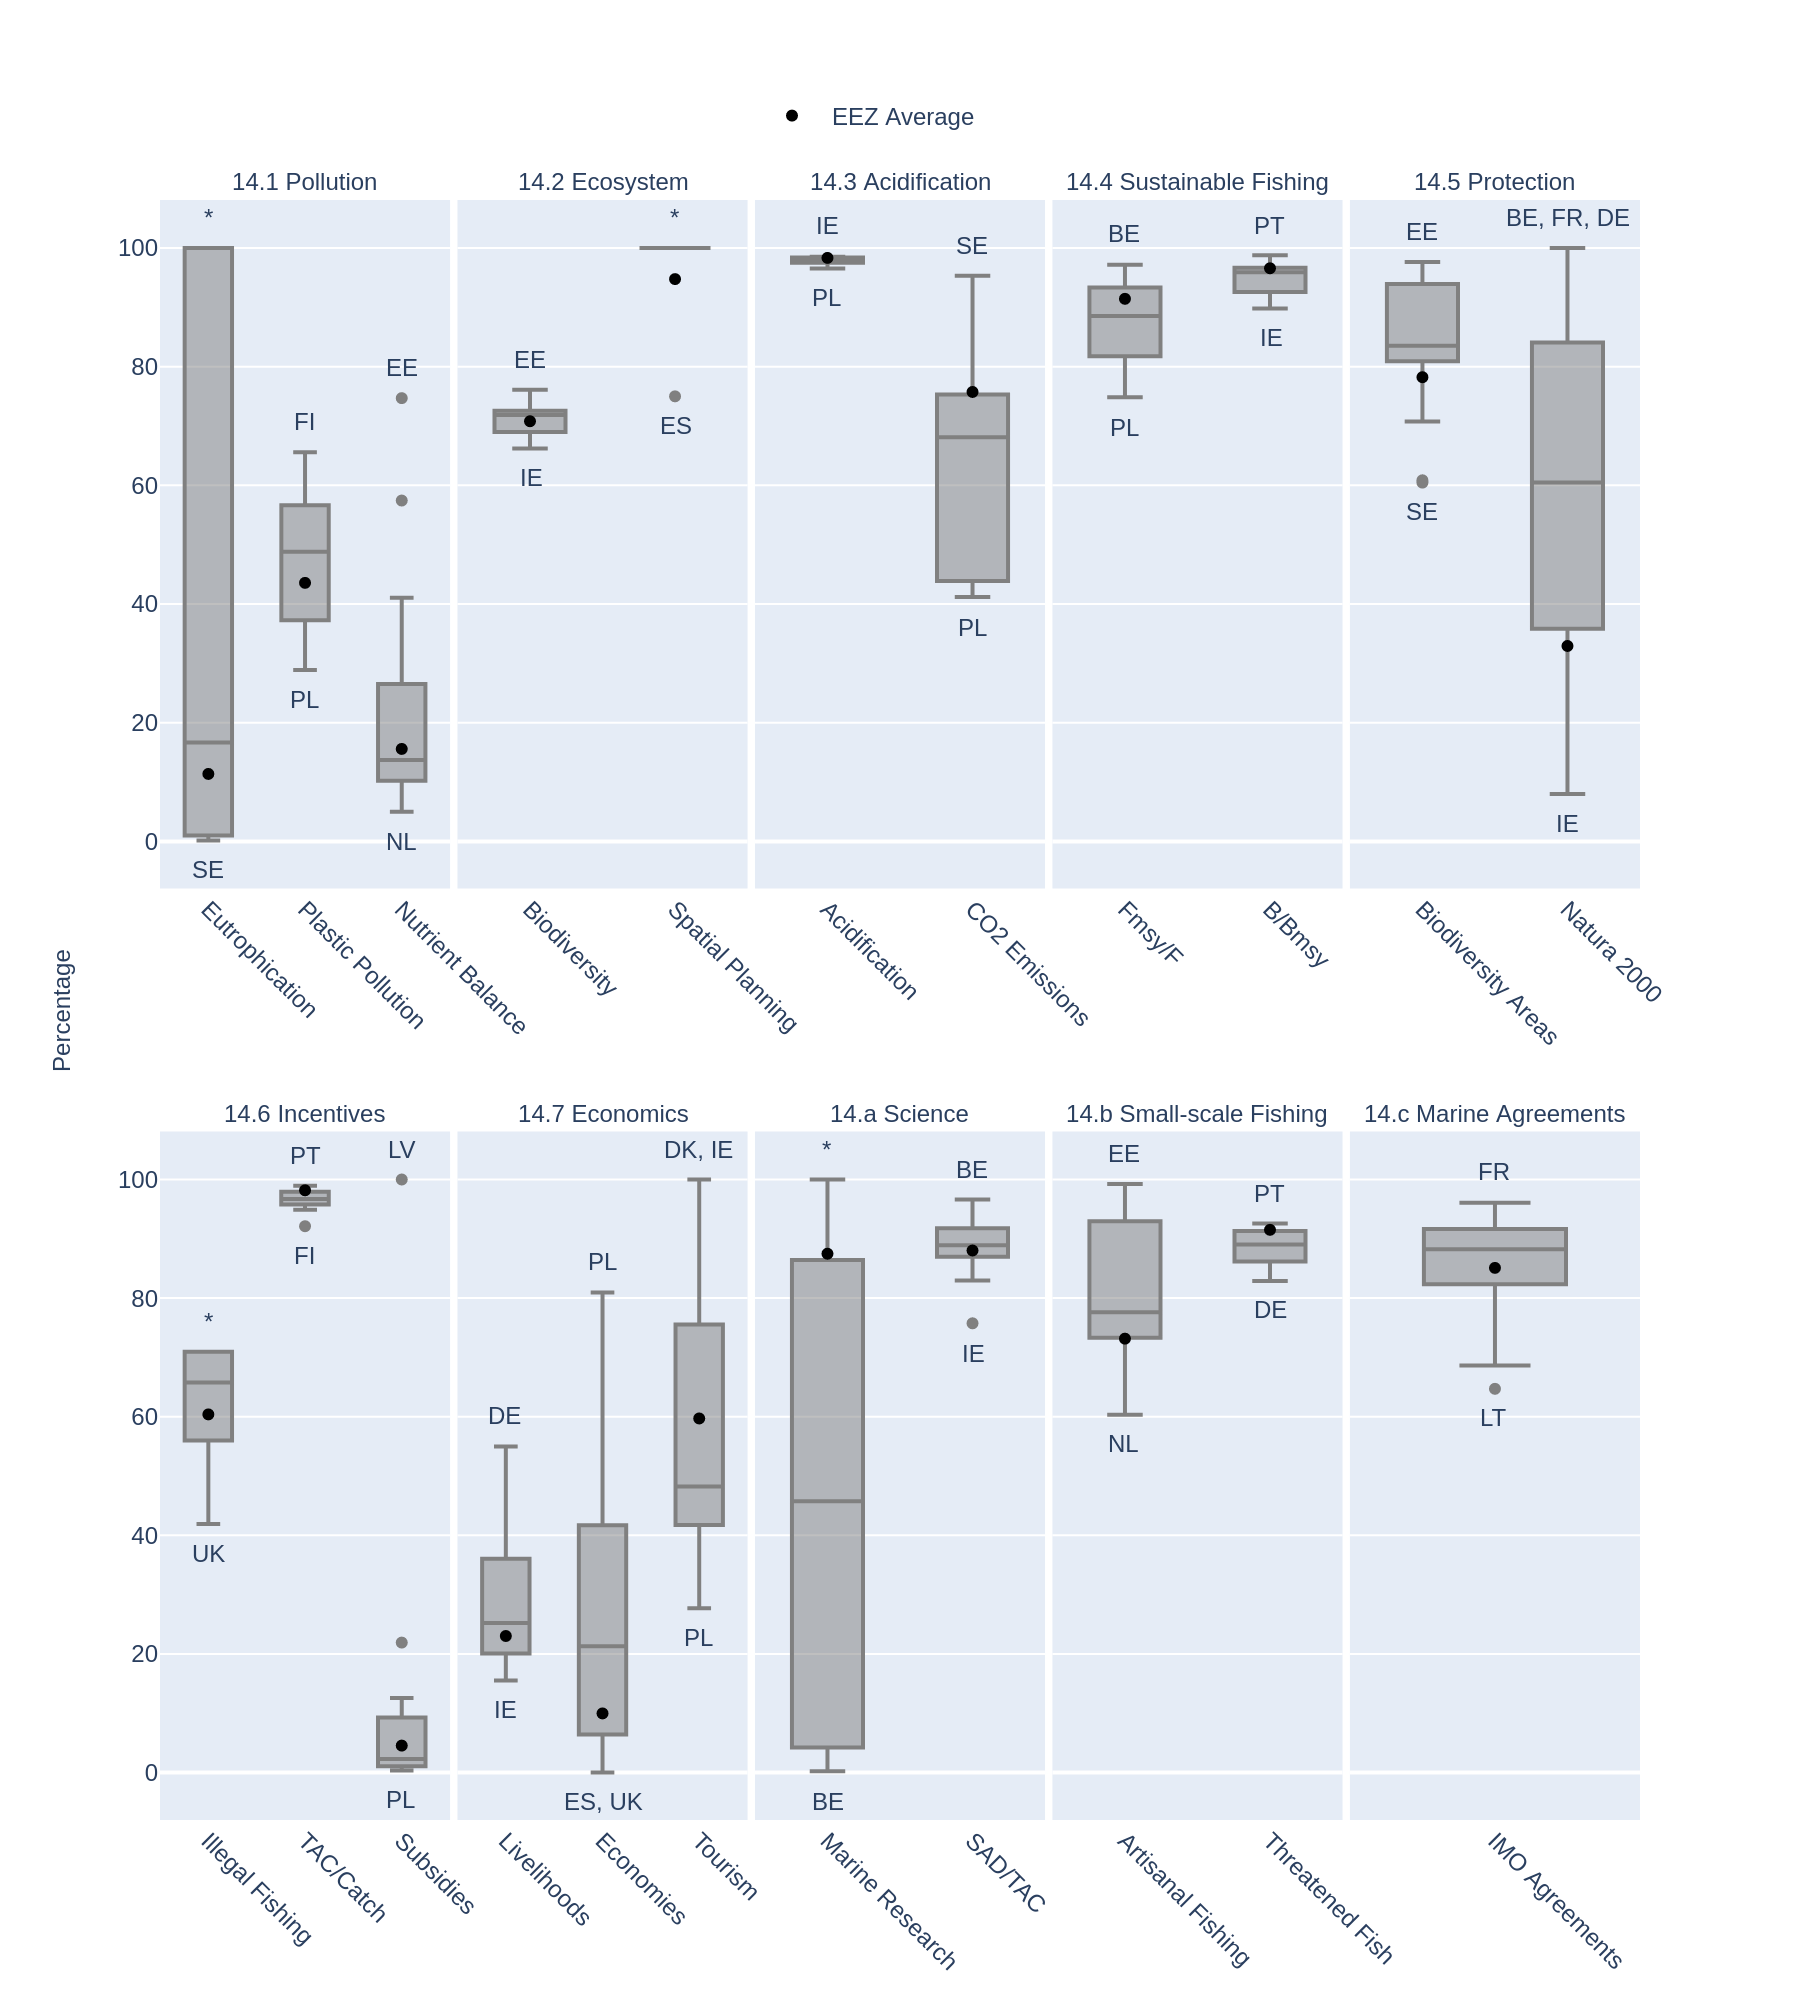 EEZ Average
14.1 Pollution
14.2 Ecosystem
14.3 Acidification
14.4 Sustainable Fishing
14.5 Protection
*
*
IE
SE
BE
PT
EE
BE, FR, DE
100
80
60
40
20
0
EE
FI
EE
PL
ES
IE
PL
PL
PL
IE
SE
IE
NL
SE
Eutrophication
Plastic Pollution
Nutrient Balance
Biodiversity
Spatial Planning
Acidification
CO2 Emissions
Fmsy/F
B/Bmsy
Biodiversity Areas
Natura 2000
Percentage
14.6 Incentives
14.7 Economics
14.a Science
14.b Small-scale Fishing
14.c Marine Agreements
PT
LV
DK, IE
*
BE
EE
PT
FR
100
80
60
40
20
0
FI
PL
*
DE
IE
DE
NL
LT
UK
IE
PL
PL
ES, UK
BE
Illegal Fishing
TAC/Catch
Subsidies
Livelihoods
Economies
Tourism
Marine Research
SAD/TAC
Artisanal Fishing
Threatened Fish
IMO Agreements